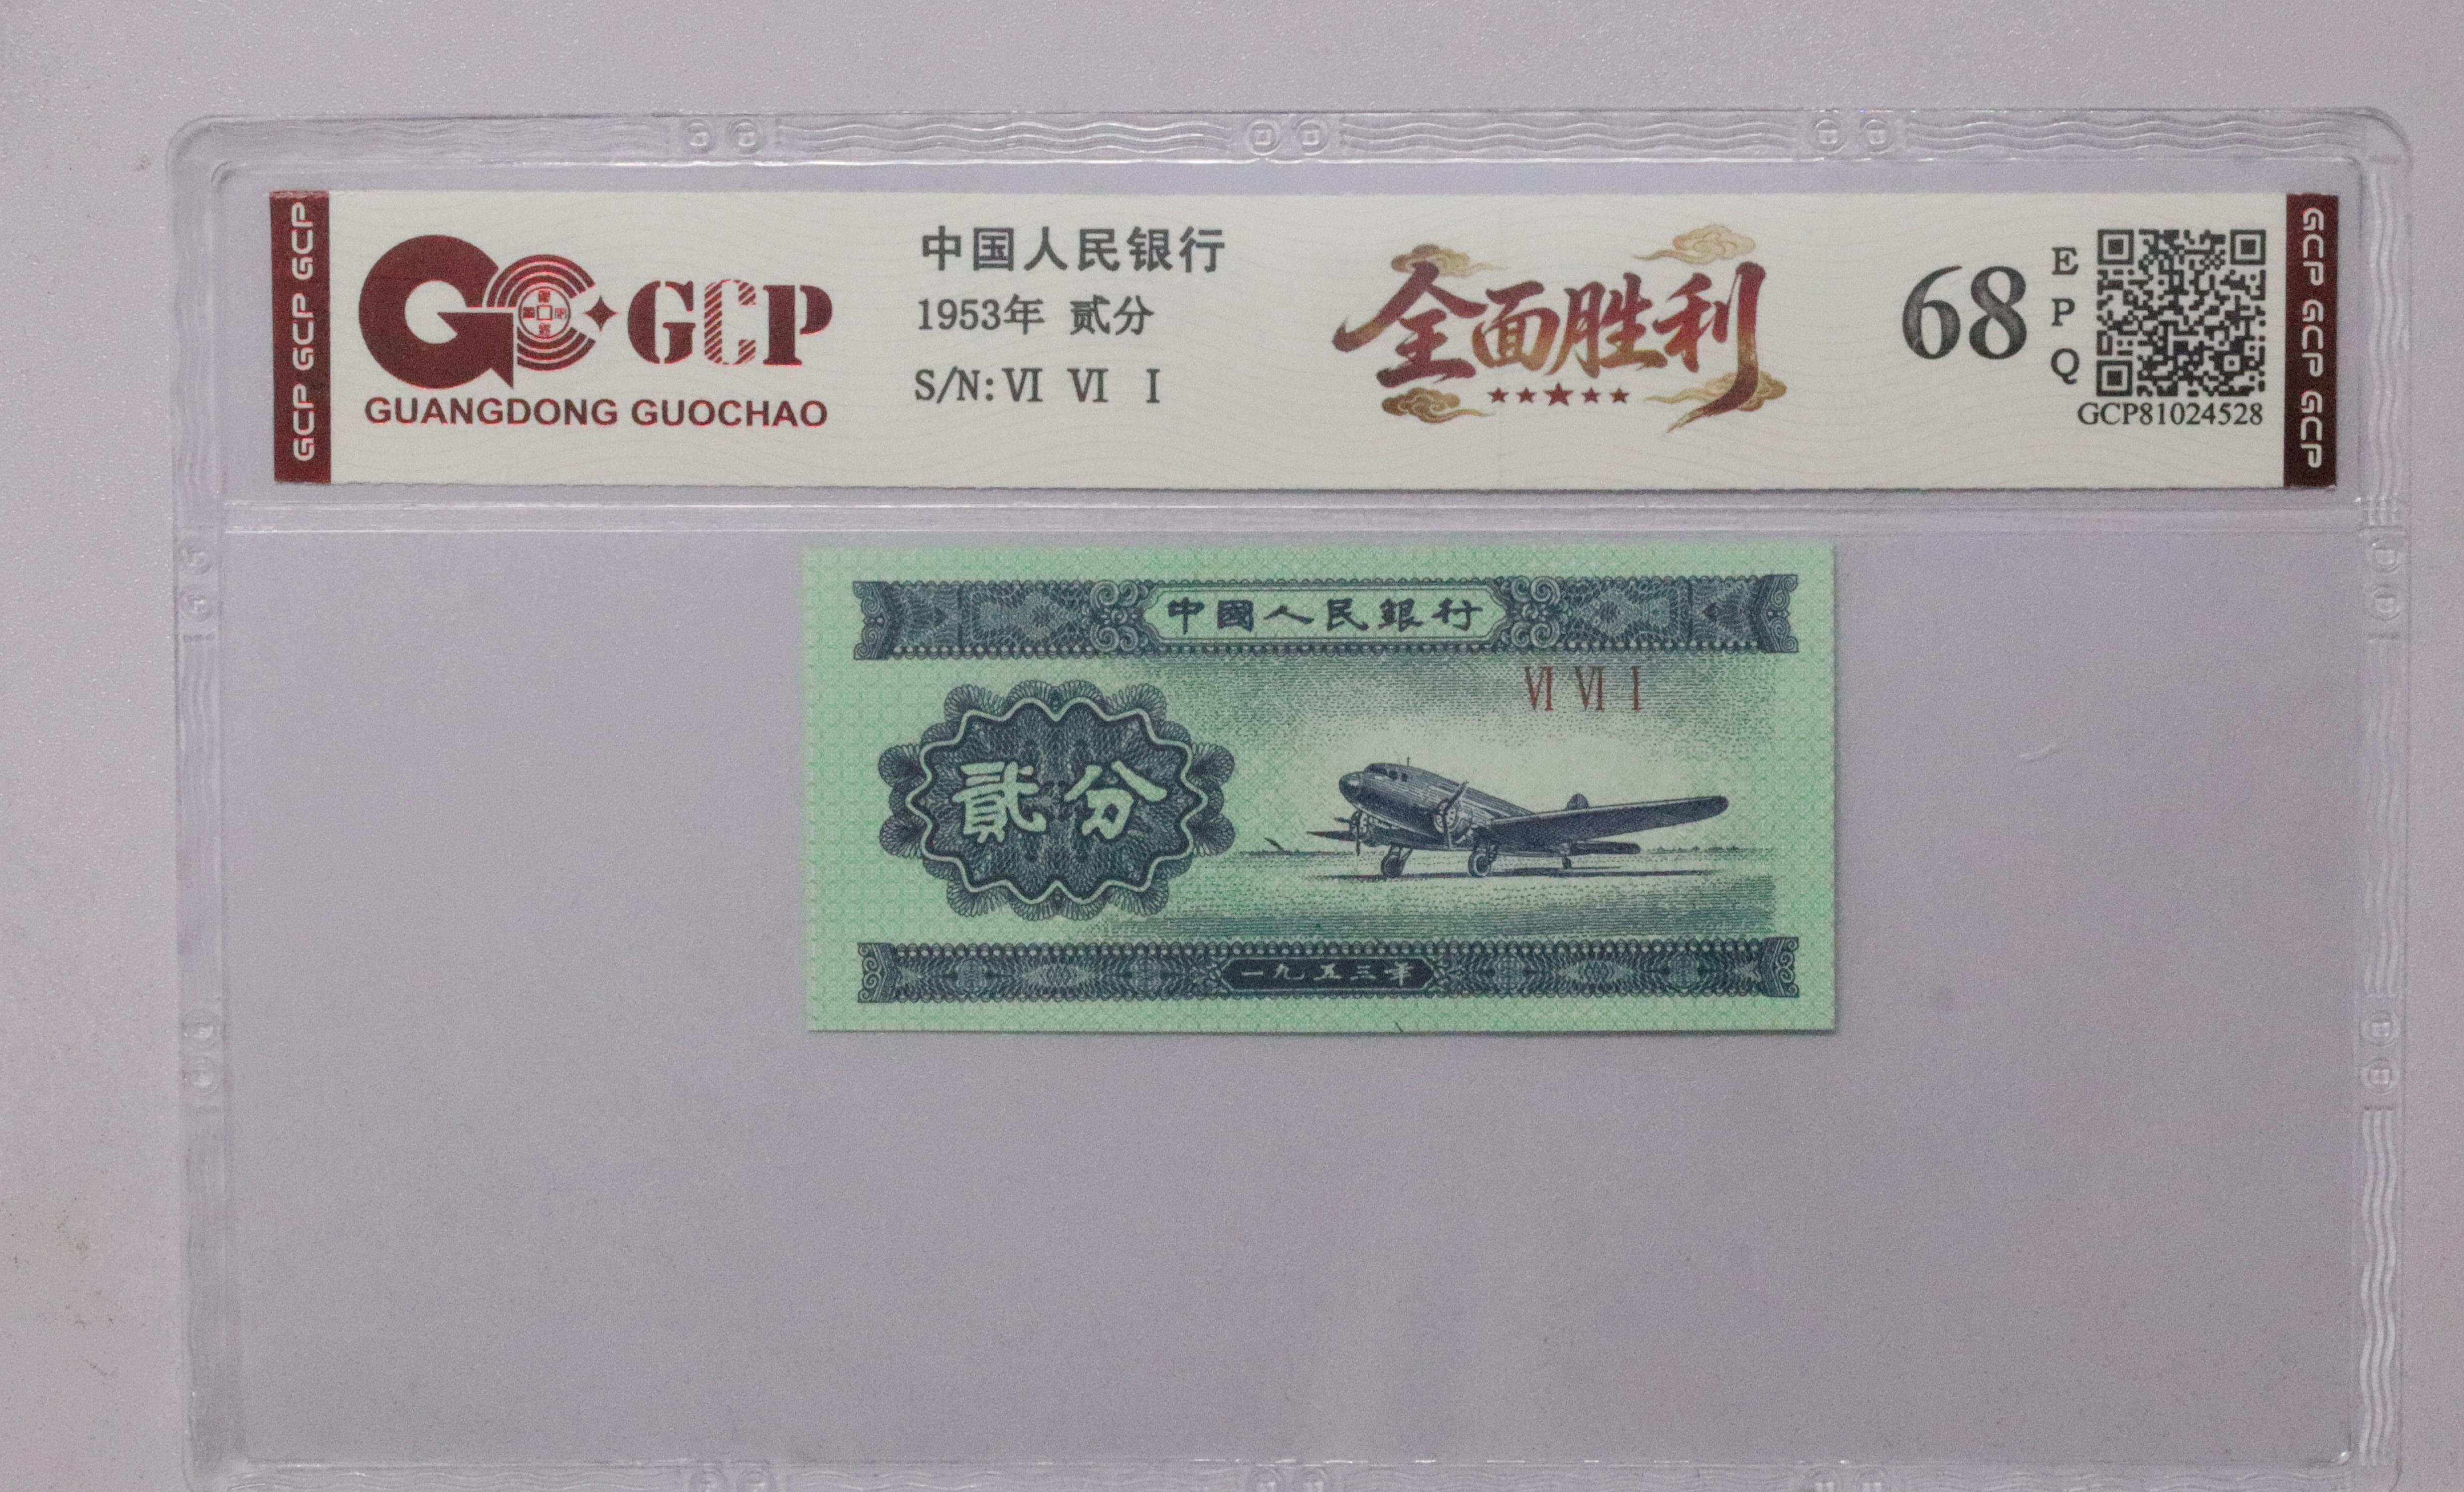 GCP GCP GCP
GCP
GUANGDONG GUOCHAO
中国人民银行
1953年 贰分
S/N: VI VI I
全面胜利
68
E
P
Q
GCP81024528
GCP GCP GCP
中國人民銀行
VI VI I
貳分
一九五三年